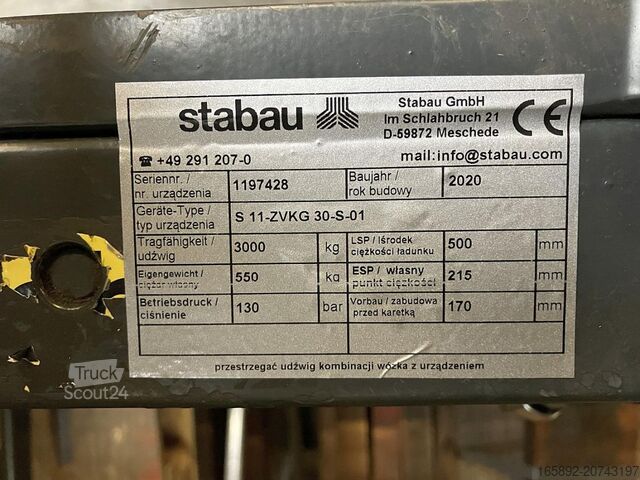 stabau
Stabau GmbH
Im Schlahbruch 21
D-59872 Meschede
CE
☎ +49 291 207-0
mail: info@stabau.com
Seriennr. /
nr. urządzenia
1197428
Baujahr /
rok budowy
2020
Geräte-Type /
typ urządzenia
S 11-ZVKG 30-S-01
Tragfähigkeit /
udźwig
3000
kg
LSP / lśrodek
ciężkości ładunku
500
mm
Eigengewicht /
ciężar własny
550
kg
ESP / własny
punkt ciężkości
215
mm
Betriebsdruck /
ciśnienie
130
bar
Vorbau / zabudowa
przed karetką
170
mm
przestrzegać udźwig kombinacji wózka z urządzeniem
Truck
Scout24
165892-20743197